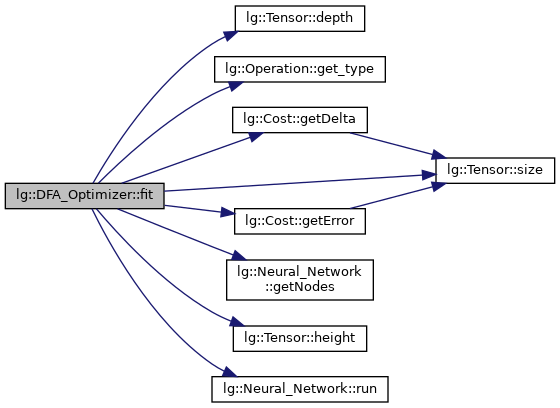 lg::Tensor::depth
lg::Operation::get_type
lg::Cost::getDelta
lg::Tensor::size
lg::DFA_Optimizer::fit
lg::Cost::getError
lg::Neural_Network
::getNodes
lg::Tensor::height
lg::Neural_Network::run